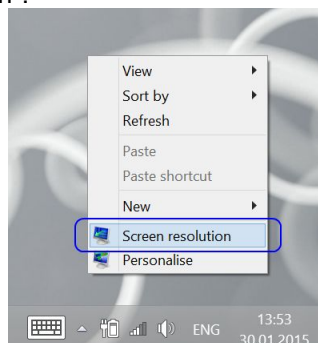 View
Sort by
Refresh
Paste
Paste shortcut
New
Screen resolution
Personalise
ENG
13:53
30.01.2015